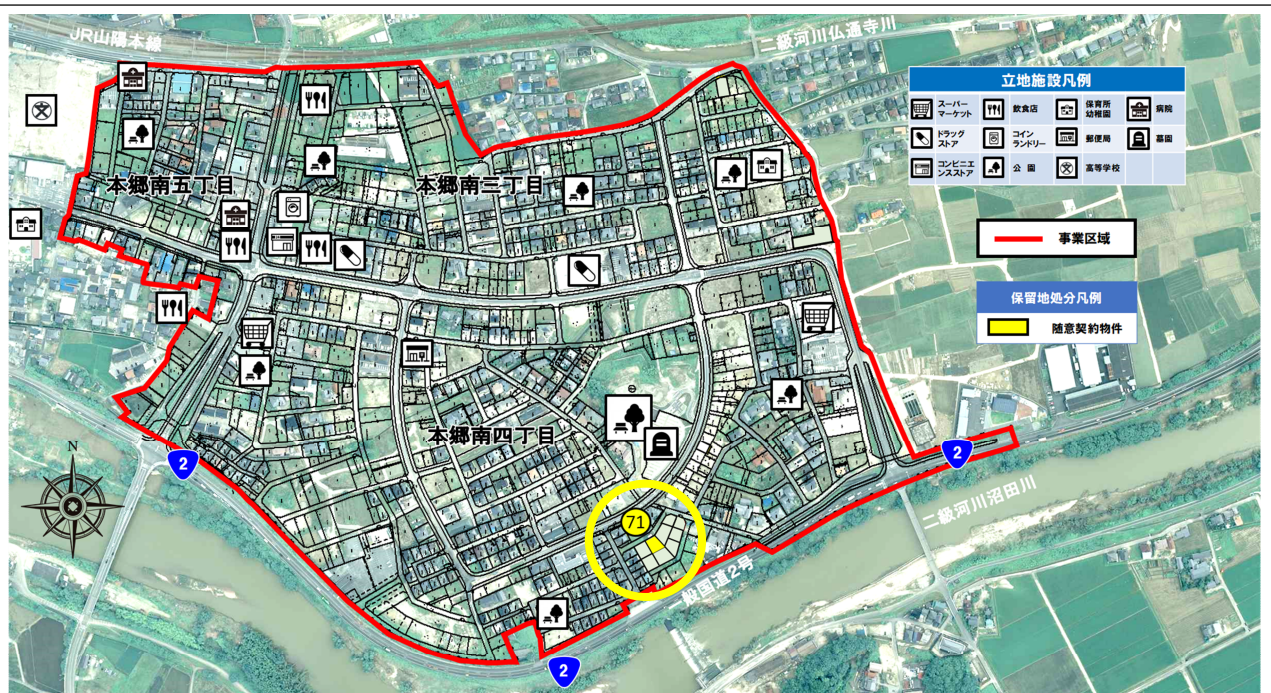 JR山陽本線
二級河川仏通寺川
立地施設凡例
スーパー
マーケット
飲食店
保育所
幼稚園
病院
ドラッグ
ストア
コイン
ランドリー
郵便局
墓園
コンビニエ
ンスストア
公 園
高等学校
本郷南五丁目
本郷南三丁目
事業区域
保留地処分凡例
随意契約物件
本郷南四丁目
N
2
2
71
二級河川沼田川
般国道2号
2